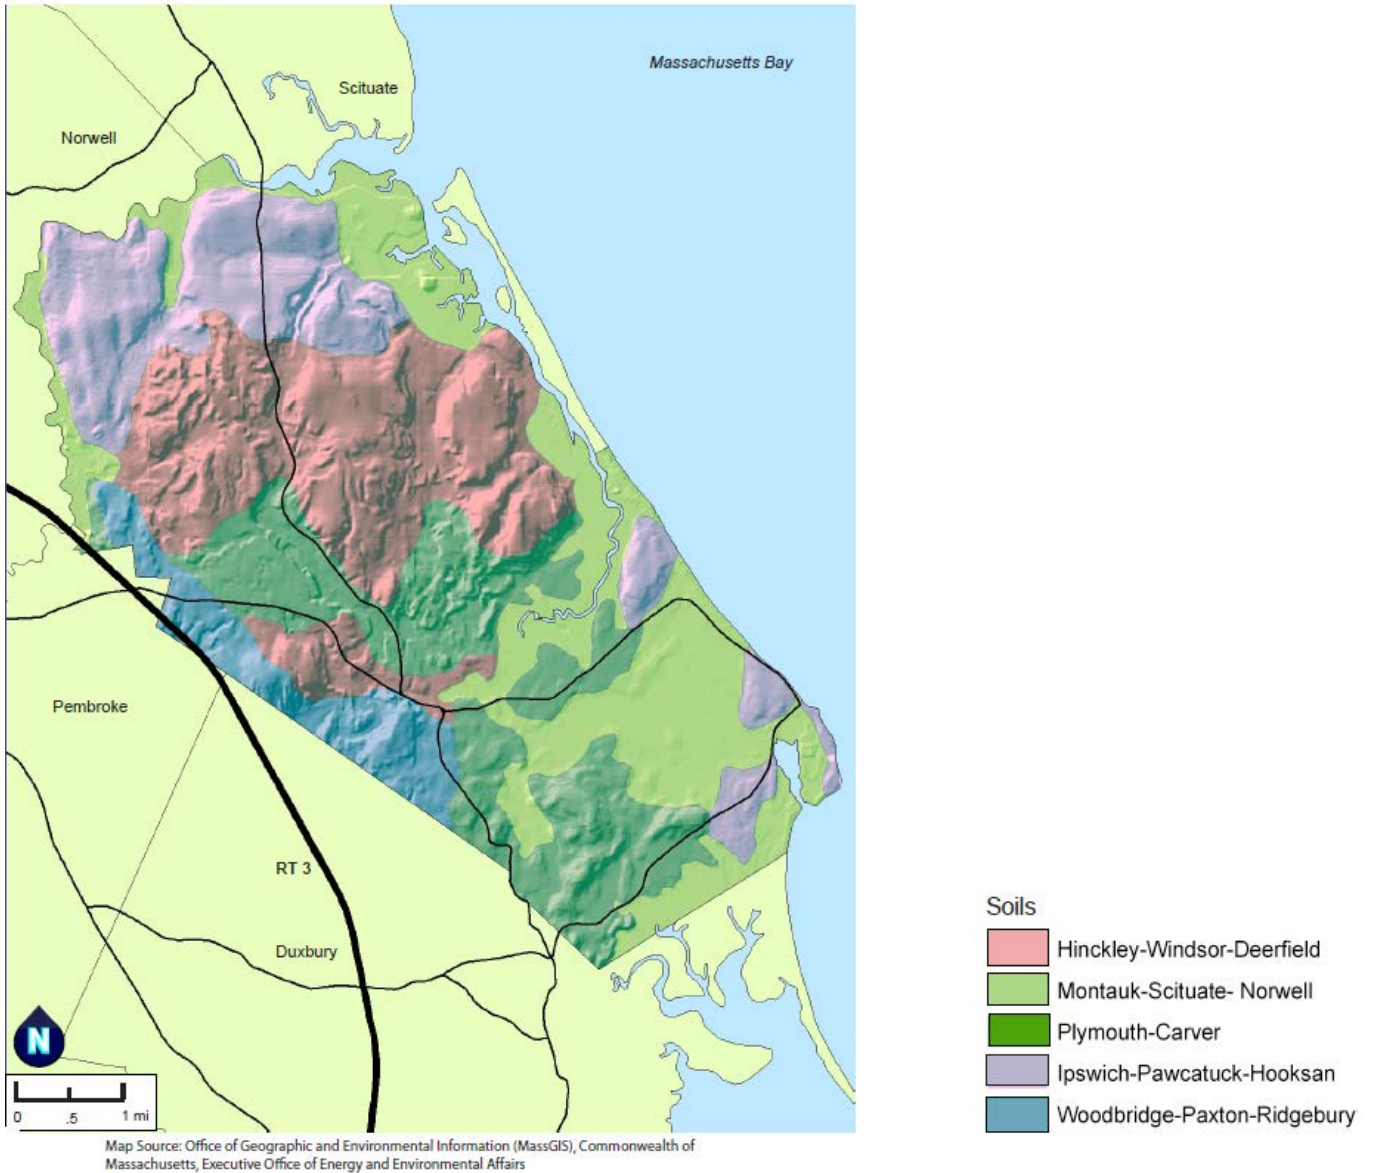 Massachusetts Bay
Scituate
Norwell
Pembroke
RT 3
Duxbury
N
0 .5 1 mi
Soils
Hinckley-Windsor-Deerfield
Montauk-Scituate- Norwell
Plymouth-Carver
Ipswich-Pawcatuck-Hooksan
Woodbridge-Paxton-Ridgebury
Map Source: Office of Geographic and Environmental Information (MassGIS), Commonwealth of
Massachusetts, Executive Office of Energy and Environmental Affairs